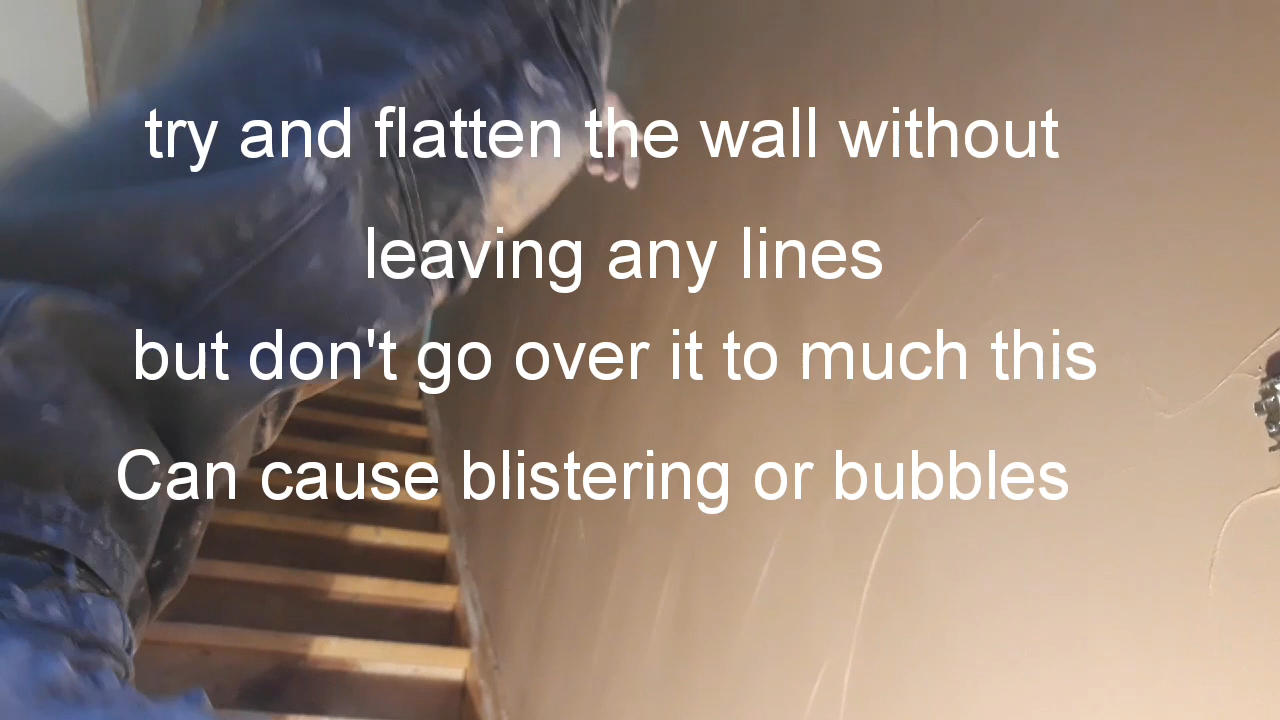 try and flatten the wall without
leaving any lines
but don't go over it to much this
Can cause blistering or bubbles